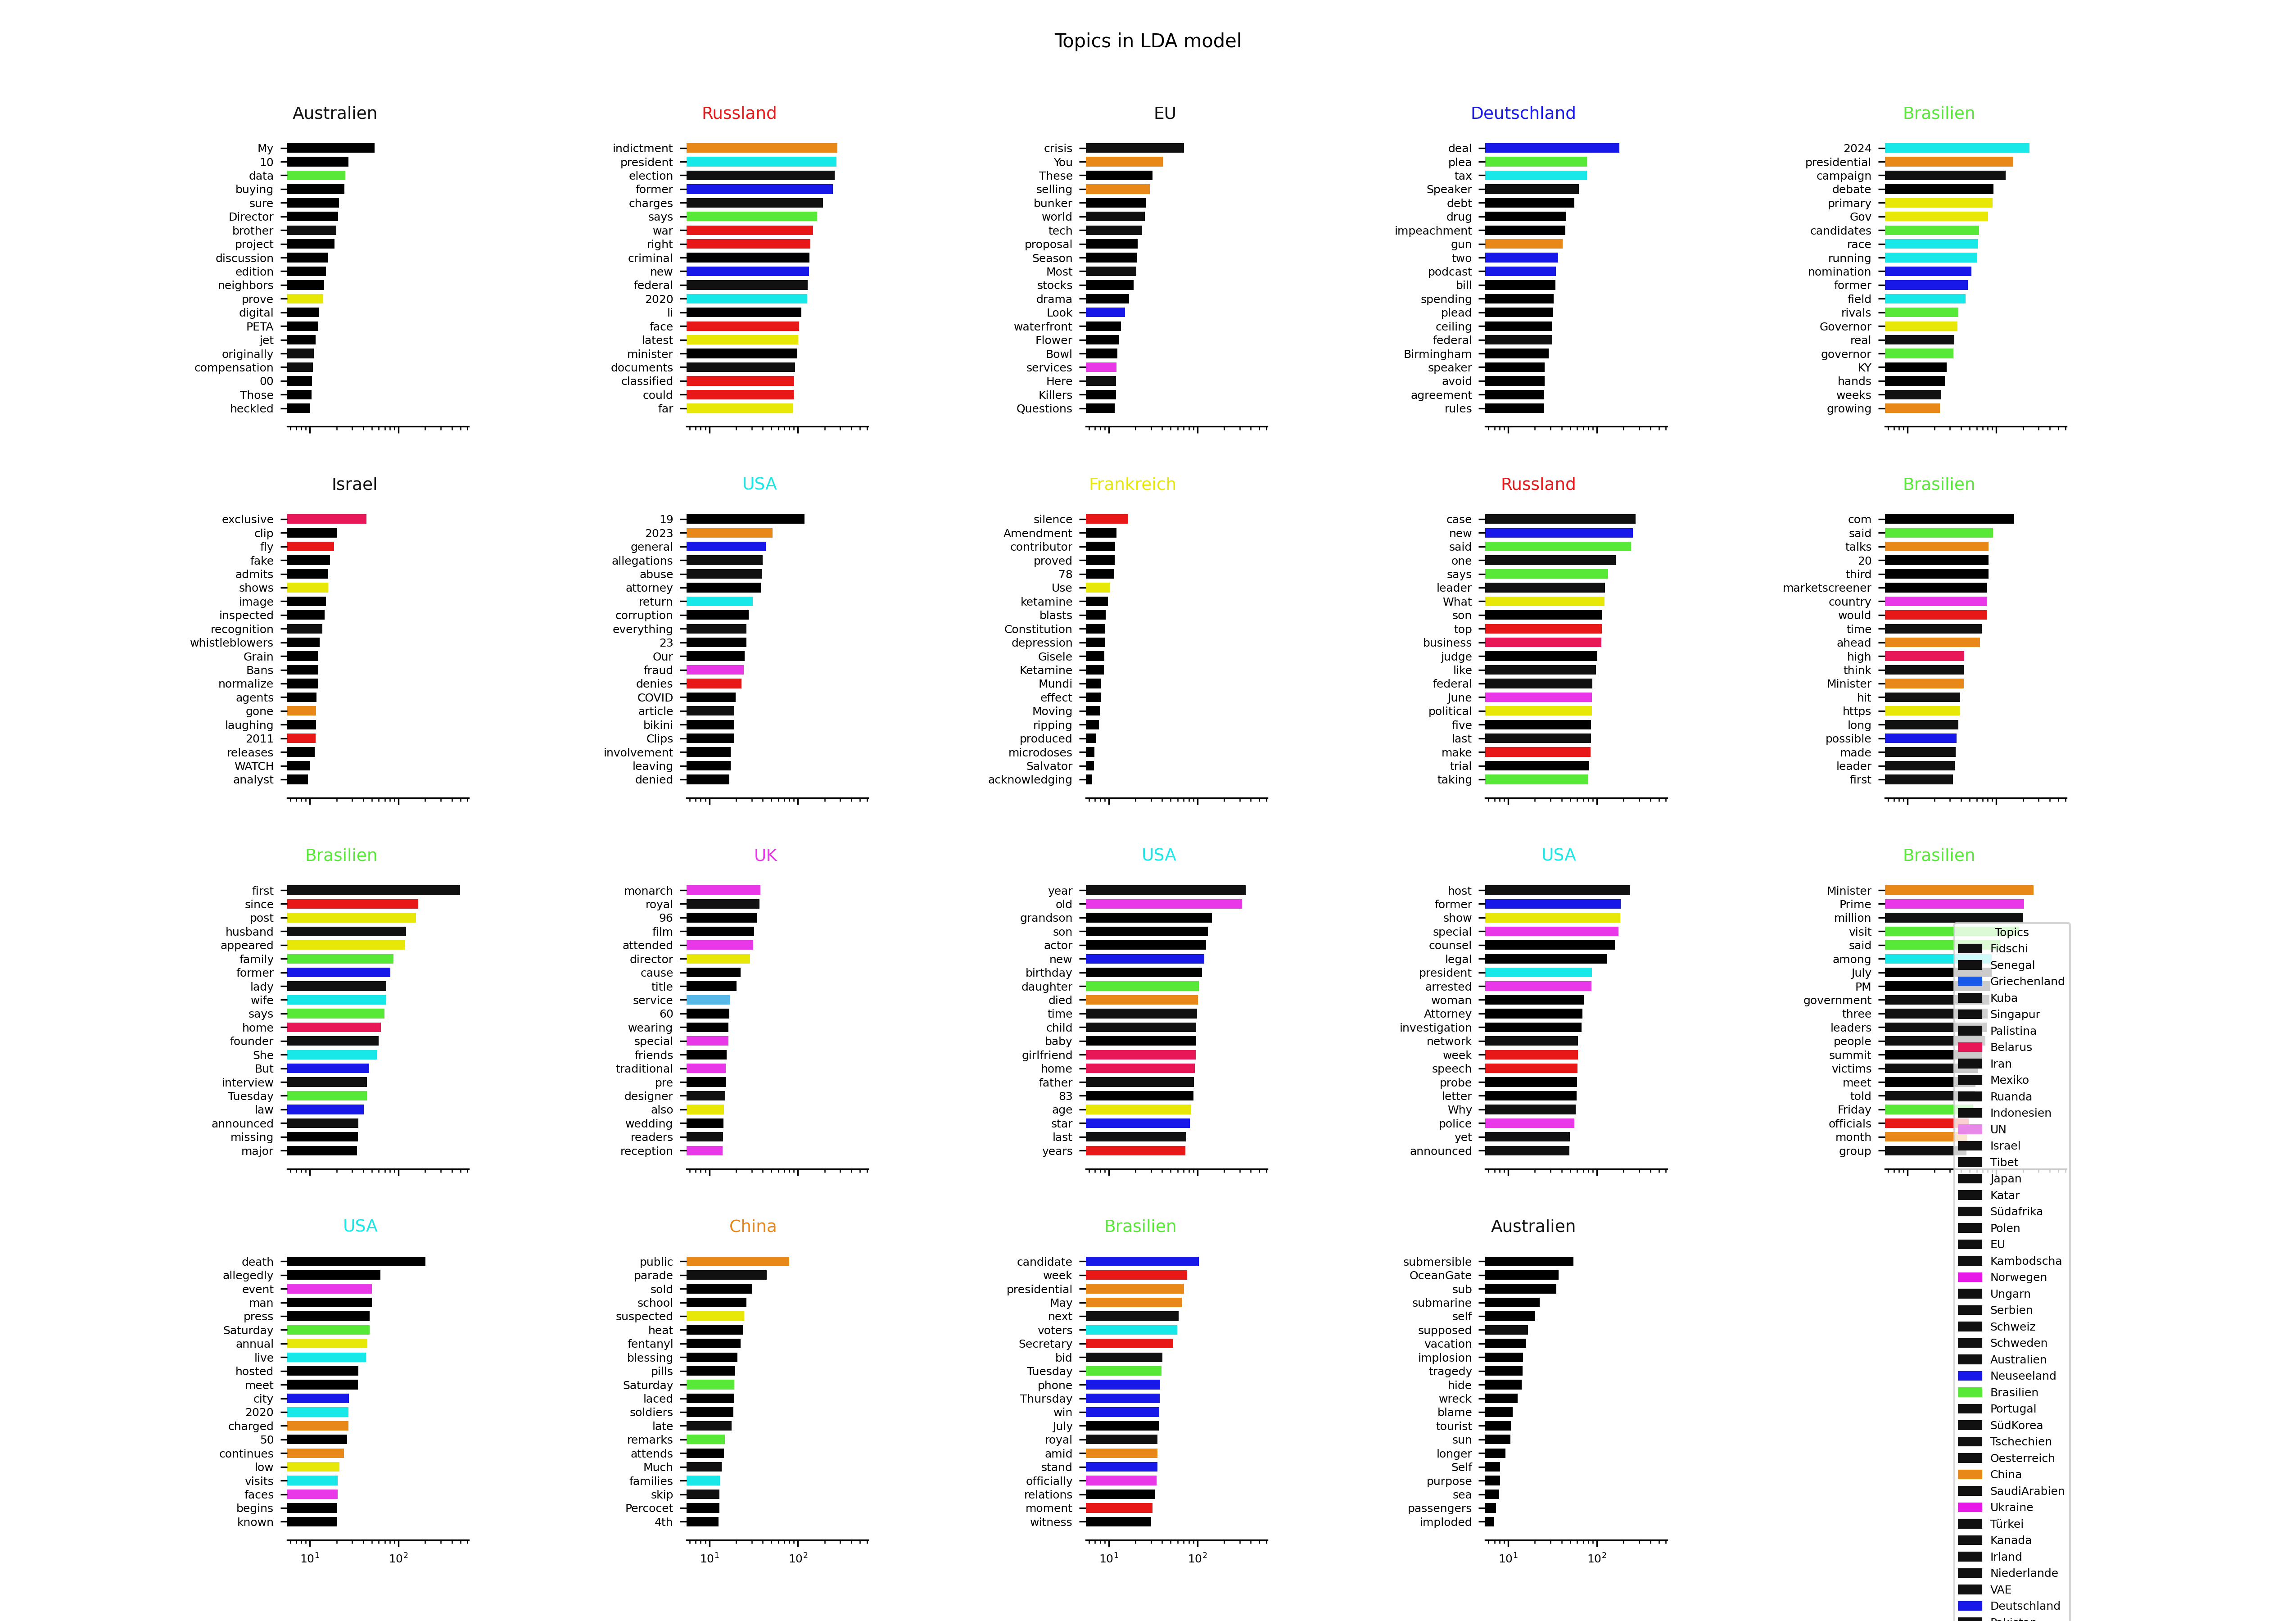 Topics in LDA model
Australien
My
10
data
buying
sure
Director
brother
project
discussion
edition
neighbors
prove
digital
PETA
jet
originally
compensation
00
Those
heckled
Russland
indictment
president
election
former
charges
says
war
right
criminal
new
federal
2020
li
face
latest
minister
documents
classified
could
far
EU
crisis
You
These
selling
bunker
world
tech
proposal
Season
Most
stocks
drama
Look
waterfront
Flower
Bowl
services
Here
Killers
Questions
Deutschland
deal
plea
tax
Speaker
debt
drug
impeachment
gun
two
podcast
bill
spending
plead
ceiling
federal
Birmingham
speaker
avoid
agreement
rules
Brasilien
2024
presidential
campaign
debate
primary
Gov
candidates
race
running
nomination
former
field
rivals
Governor
real
governor
KY
hands
weeks
growing
Israel
exclusive
clip
fly
fake
admits
shows
image
inspected
recognition
whistleblowers
Grain
Bans
normalize
agents
gone
laughing
2011
releases
WATCH
analyst
USA
19
2023
general
allegations
abuse
attorney
return
corruption
everything
23
Our
fraud
denies
COVID
article
bikini
Clips
involvement
leaving
denied
Frankreich
silence
Amendment
contributor
proved
78
Use
ketamine
blasts
Constitution
depression
Gisele
Ketamine
Mundi
effect
Moving
ripping
produced
microdoses
Salvator
acknowledging
Russland
case
new
said
one
says
leader
What
son
top
business
judge
like
federal
June
political
five
last
make
trial
taking
Brasilien
com
said
talks
20
third
marketscreener
country
would
time
ahead
high
think
Minister
hit
https
long
possible
made
leader
first
Brasilien
first
since
post
husband
appeared
family
former
lady
wife
says
home
founder
She
But
interview
Tuesday
law
announced
missing
major
UK
monarch
royal
96
film
attended
director
cause
title
service
60
wearing
special
friends
traditional
pre
designer
also
wedding
readers
reception
USA
year
old
grandson
son
actor
new
birthday
daughter
died
time
child
baby
girlfriend
home
father
83
age
star
last
years
USA
host
former
show
special
counsel
legal
president
arrested
woman
Attorney
investigation
network
week
speech
probe
letter
Why
police
yet
announced
Brasilien
Minister
Prime
million
visit
said
among
July
PM
government
three
leaders
people
summit
victims
meet
told
Friday
officials
month
group
USA
death
allegedly
event
man
press
Saturday
annual
live
hosted
meet
city
2020
charged
50
continues
low
visits
faces
begins
known
10¹ 10²
China
public
parade
sold
school
suspected
heat
fentanyl
blessing
pills
Saturday
laced
soldiers
late
remarks
attends
Much
families
skip
Percocet
4th
10¹ 10²
Brasilien
candidate
week
presidential
May
next
voters
Secretary
bid
Tuesday
phone
Thursday
win
July
royal
amid
stand
officially
relations
moment
witness
10¹ 10²
Australien
submersible
OceanGate
sub
submarine
self
supposed
vacation
implosion
tragedy
hide
wreck
blame
tourist
sun
longer
Self
purpose
sea
passengers
imploded
10¹ 10²
Topics
Fidschi
Senegal
Griechenland
Kuba
Singapur
Palistina
Belarus
Iran
Mexiko
Ruanda
Indonesien
UN
Israel
Tibet
Japan
Katar
Südafrika
Polen
EU
Kambodscha
Norwegen
Ungarn
Serbien
Schweiz
Schweden
Australien
Neuseeland
Brasilien
Portugal
SüdKorea
Tschechien
Oesterreich
China
SaudiArabien
Ukraine
Türkei
Kanada
Irland
Niederlande
VAE
Deutschland